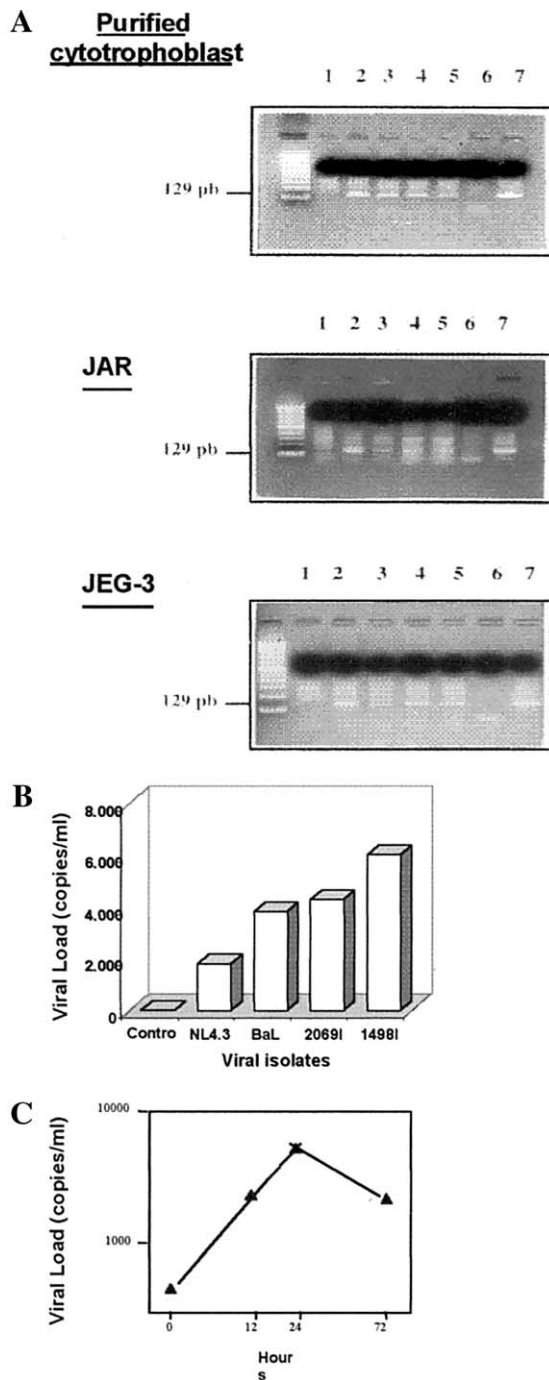 A
Purified
cytotrophoblast
1 2 3 4 5 6 7
129 pb
JAR
1 2 3 4 5 6 7
129 pb
JEG-3
1 2 3 4 5 6 7
129 pb
B
Viral Load (copies/ml)
8.000
6.000
4.000
2.000
0
Contro NL4.3 BaL 2069I 1498I
Viral isolates
C
Viral Load (copies/ml)
10000
1000
0 12 24 72
Hour
s